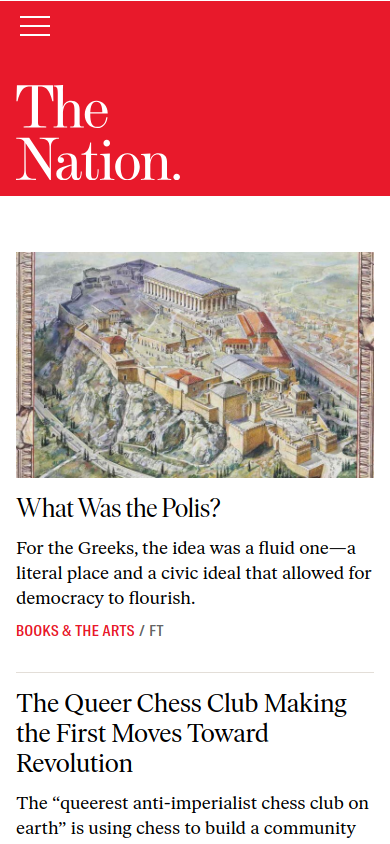 The
Nation.
What Was the Polis?
For the Greeks, the idea was a fluid one—a
literal place and a civic ideal that allowed for
democracy to flourish.
BOOKS & THE ARTS / FT
The Queer Chess Club Making
the First Moves Toward
Revolution
The “queerest anti-imperialist chess club on
earth” is using chess to build a community